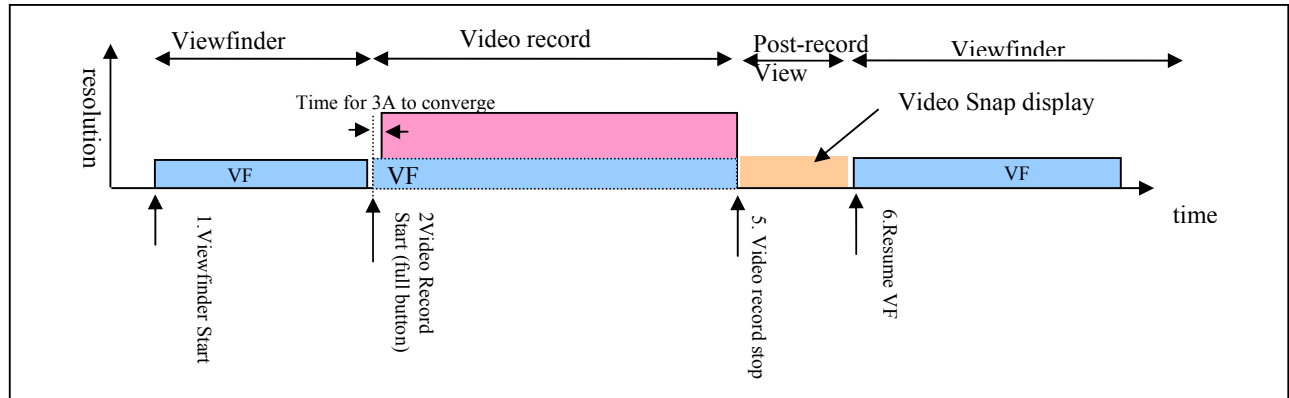 Viewfinder
Video record
Post-record
View
Viewfinder
resolution
Time for 3A to converge
Video Snap display
VF
VF
VF
time
1.Viewfinder Start
2Video Record
Start (full button)
5. Video record stop
6.Resume VF